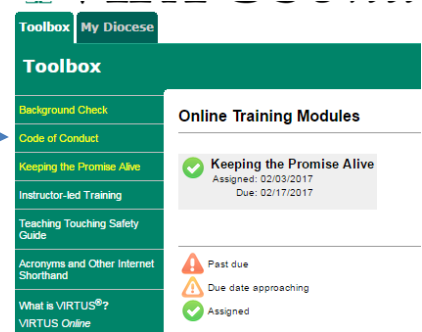 Toolbox My Diocese
Toolbox
Background Check
Code of Conduct
Keeping the Promise Alive
Instructor-led Training
Teaching Touching Safety
Guide
Acronyms and Other Internet
Shorthand
What is VIRTUS®?
VIRTUS Online
Online Training Modules
Keeping the Promise Alive
Assigned: 02/03/2017
Due: 02/17/2017
Past due
Due date approaching
Assigned